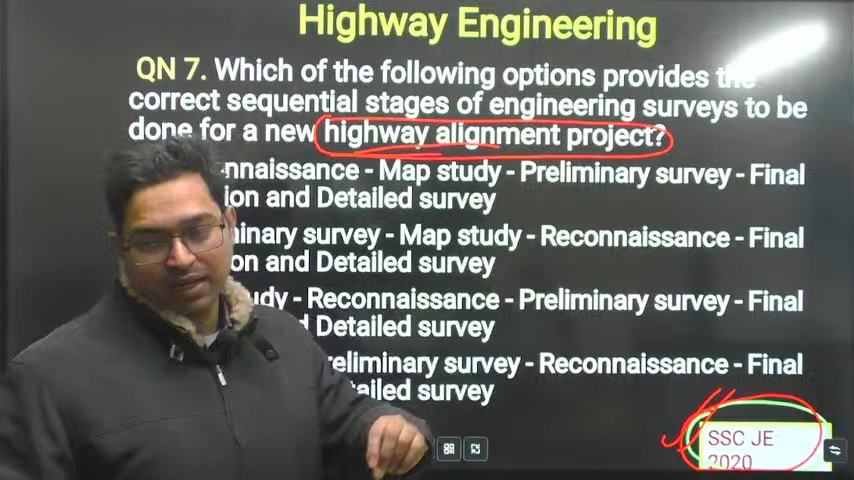 Highway Engineering
QN 7. Which of the following options provides the
correct sequential stages of engineering surveys to be
done for a new highway alignment project?
nnaissance - Map study - Preliminary survey - Final
ion and Detailed survey
inary survey - Map study - Reconnaissance - Final
on and Detailed survey
udy - Reconnaissance - Preliminary survey - Final
d Detailed survey
reliminary survey - Reconnaissance - Final
tailed survey
SSC JE
2020